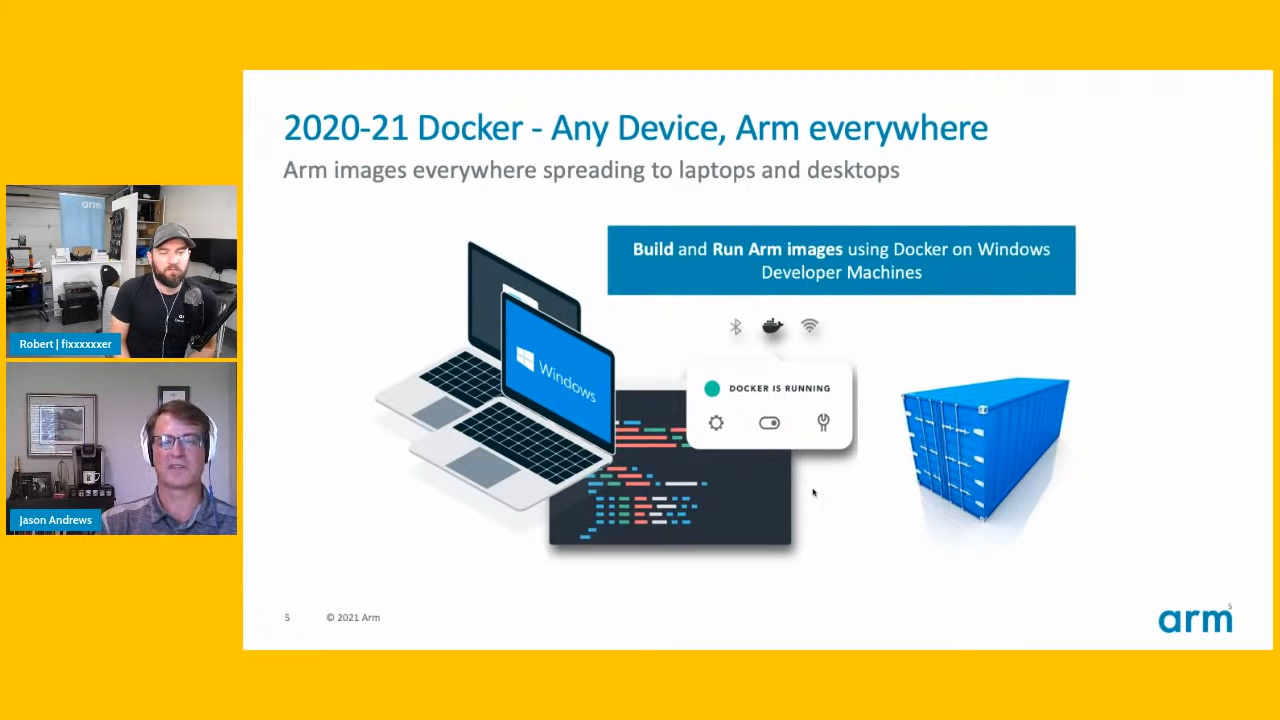 2020-21 Docker - Any Device, Arm everywhere
Arm images everywhere spreading to laptops and desktops
Build and Run Arm images using Docker on Windows
Developer Machines
Windows
DOCKER IS RUNNING
arm
Robert | fixxxxxxer
Jason Andrews
5
© 2021 Arm
5
arm